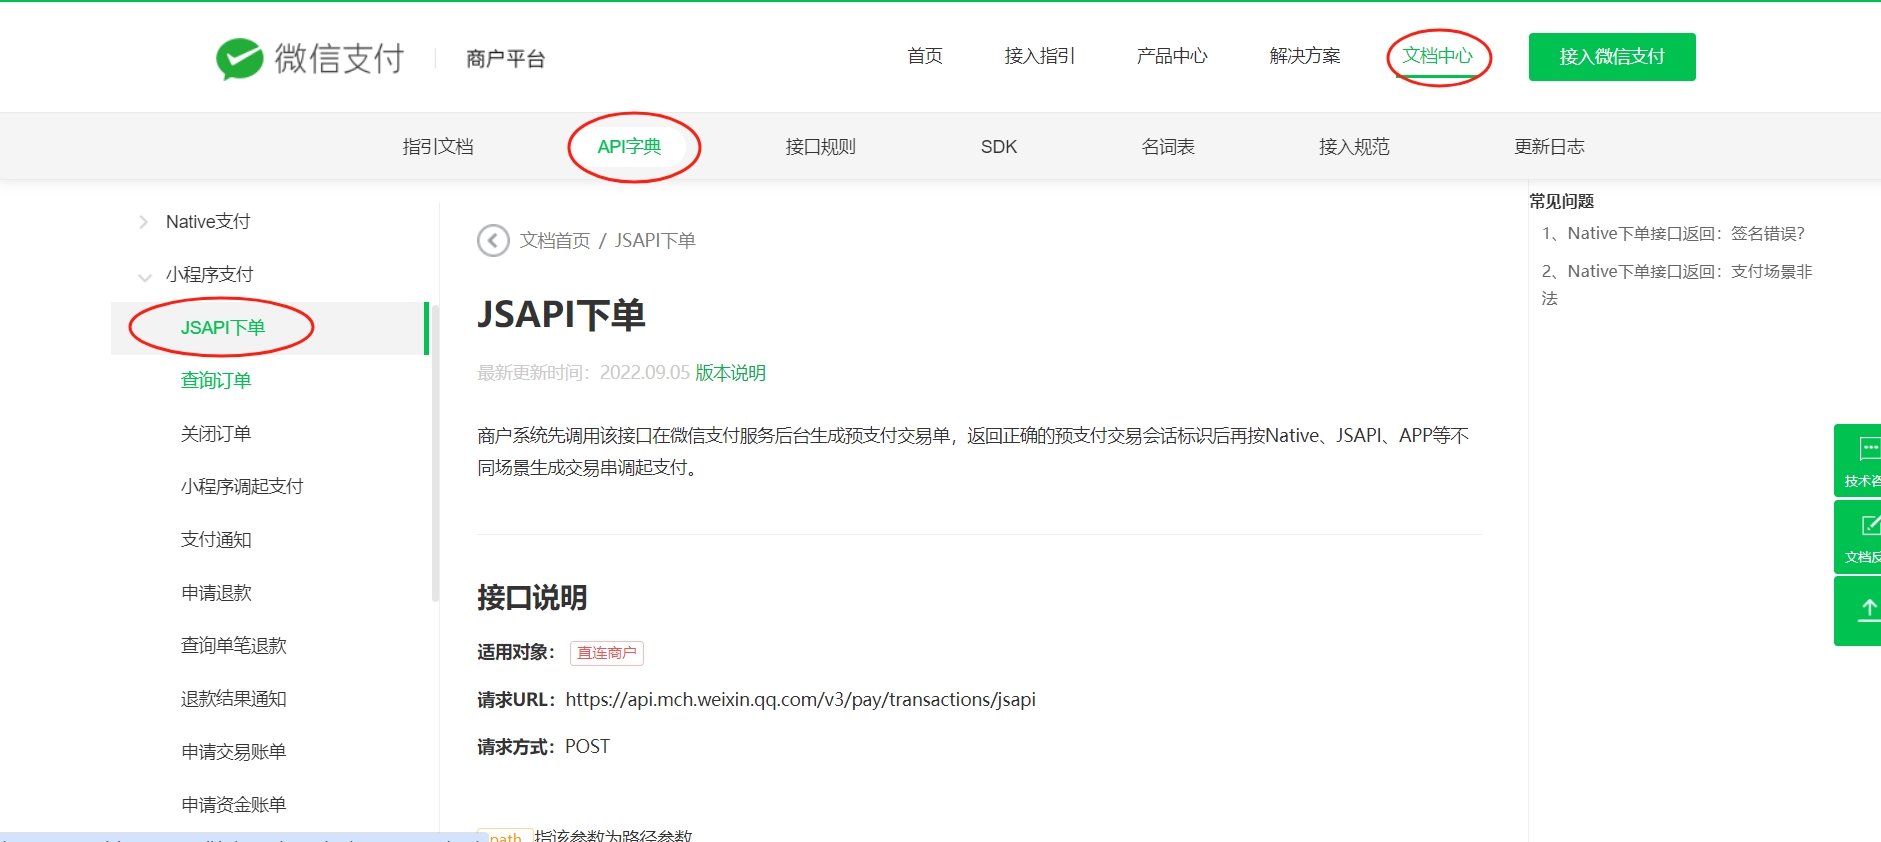 微信支付 商户平台
首页 接入指引 产品中心 解决方案 文档中心 接入微信支付
指引文档 API字典 接口规则 SDK 名词表 接入规范 更新日志
Native支付
小程序支付
JSAPI下单
查询订单
关闭订单
小程序调起支付
支付通知
申请退款
查询单笔退款
退款结果通知
申请交易账单
申请资金账单
文档首页 / JSAPI下单
JSAPI下单
最新更新时间：2022.09.05 版本说明
商户系统先调用该接口在微信支付服务后台生成预支付交易单，返回正确的预支付交易会话标识后再按Native、JSAPI、APP等不
同场景生成交易串调起支付。
接口说明
适用对象： 直连商户
请求URL：https://api.mch.weixin.qq.com/v3/pay/transactions/jsapi
请求方式：POST
path 指该参数为路径参数
常见问题
1、Native下单接口返回：签名错误？
2、Native下单接口返回：支付场景非
法
技术咨
文档反